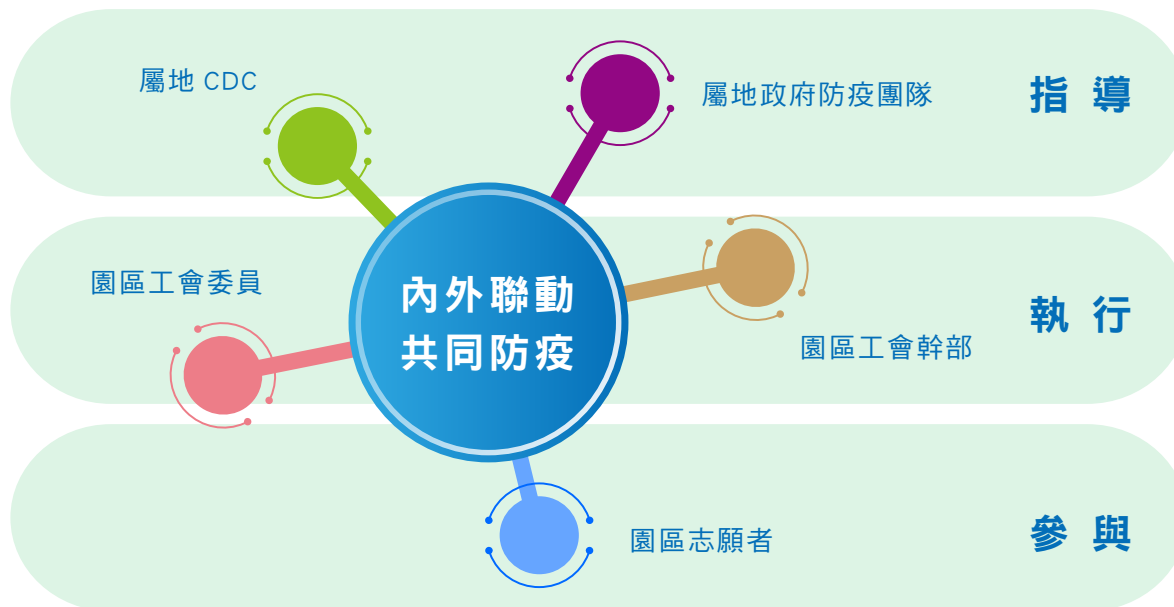 屬地 CDC
屬地政府防疫團隊
指導
園區工會委員
內外聯動
共同防疫
園區工會幹部
執行
園區志願者
參與